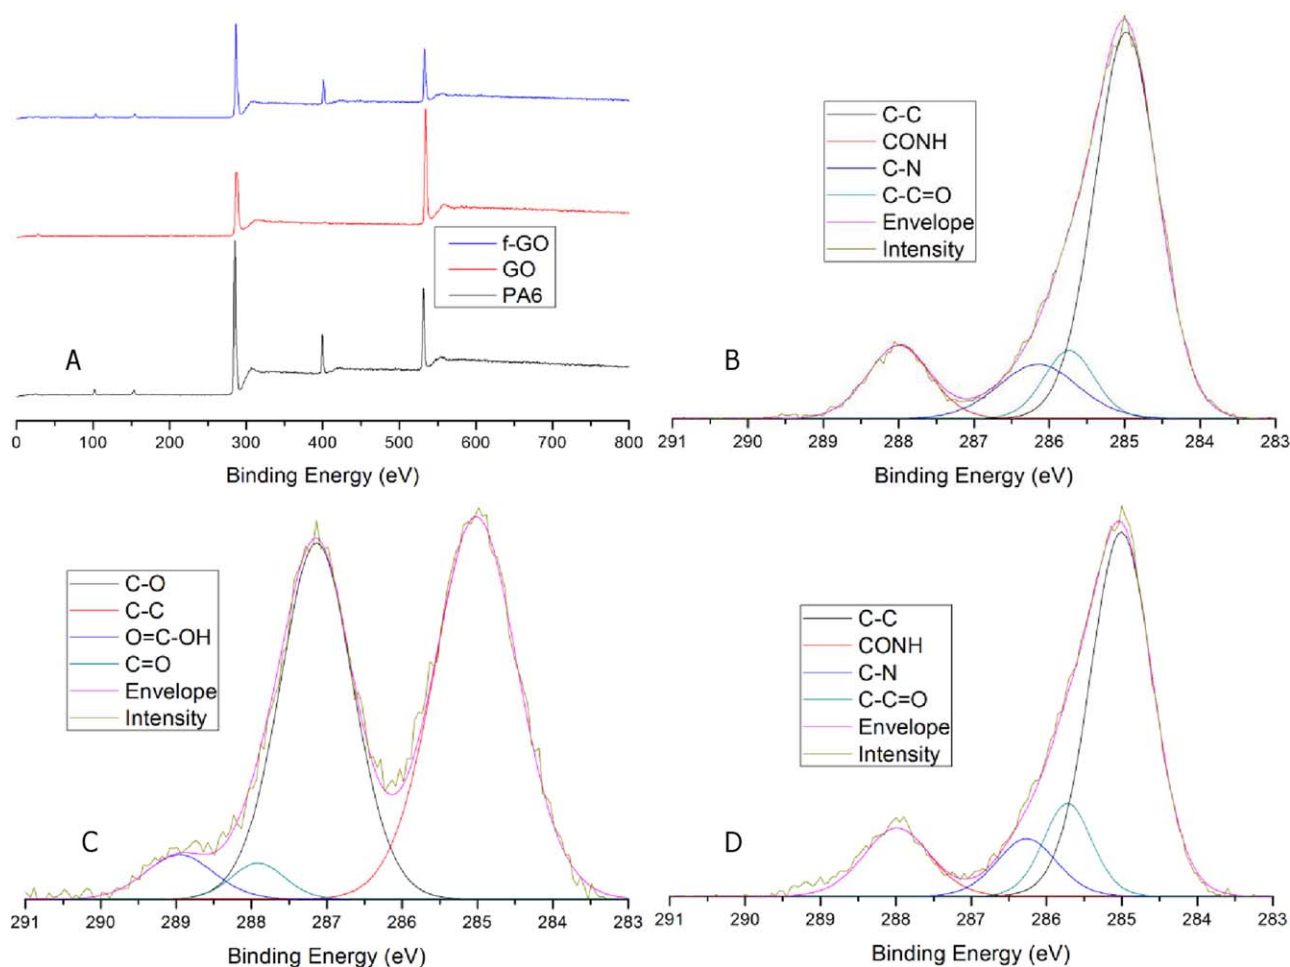 f-GO
GO
PA6
A
0 100 200 300 400 500 600 700 800
Binding Energy (eV)
C-C
CONH
C-N
C-C=O
Envelope
Intensity
B
291 290 289 288 287 286 285 284 283
Binding Energy (eV)
C-O
C-C
O=C-OH
C=O
Envelope
Intensity
C
291 290 289 288 287 286 285 284 283
Binding Energy (eV)
C-C
CONH
C-N
C-C=O
Envelope
Intensity
D
291 290 289 288 287 286 285 284 283
Binding Energy (eV)